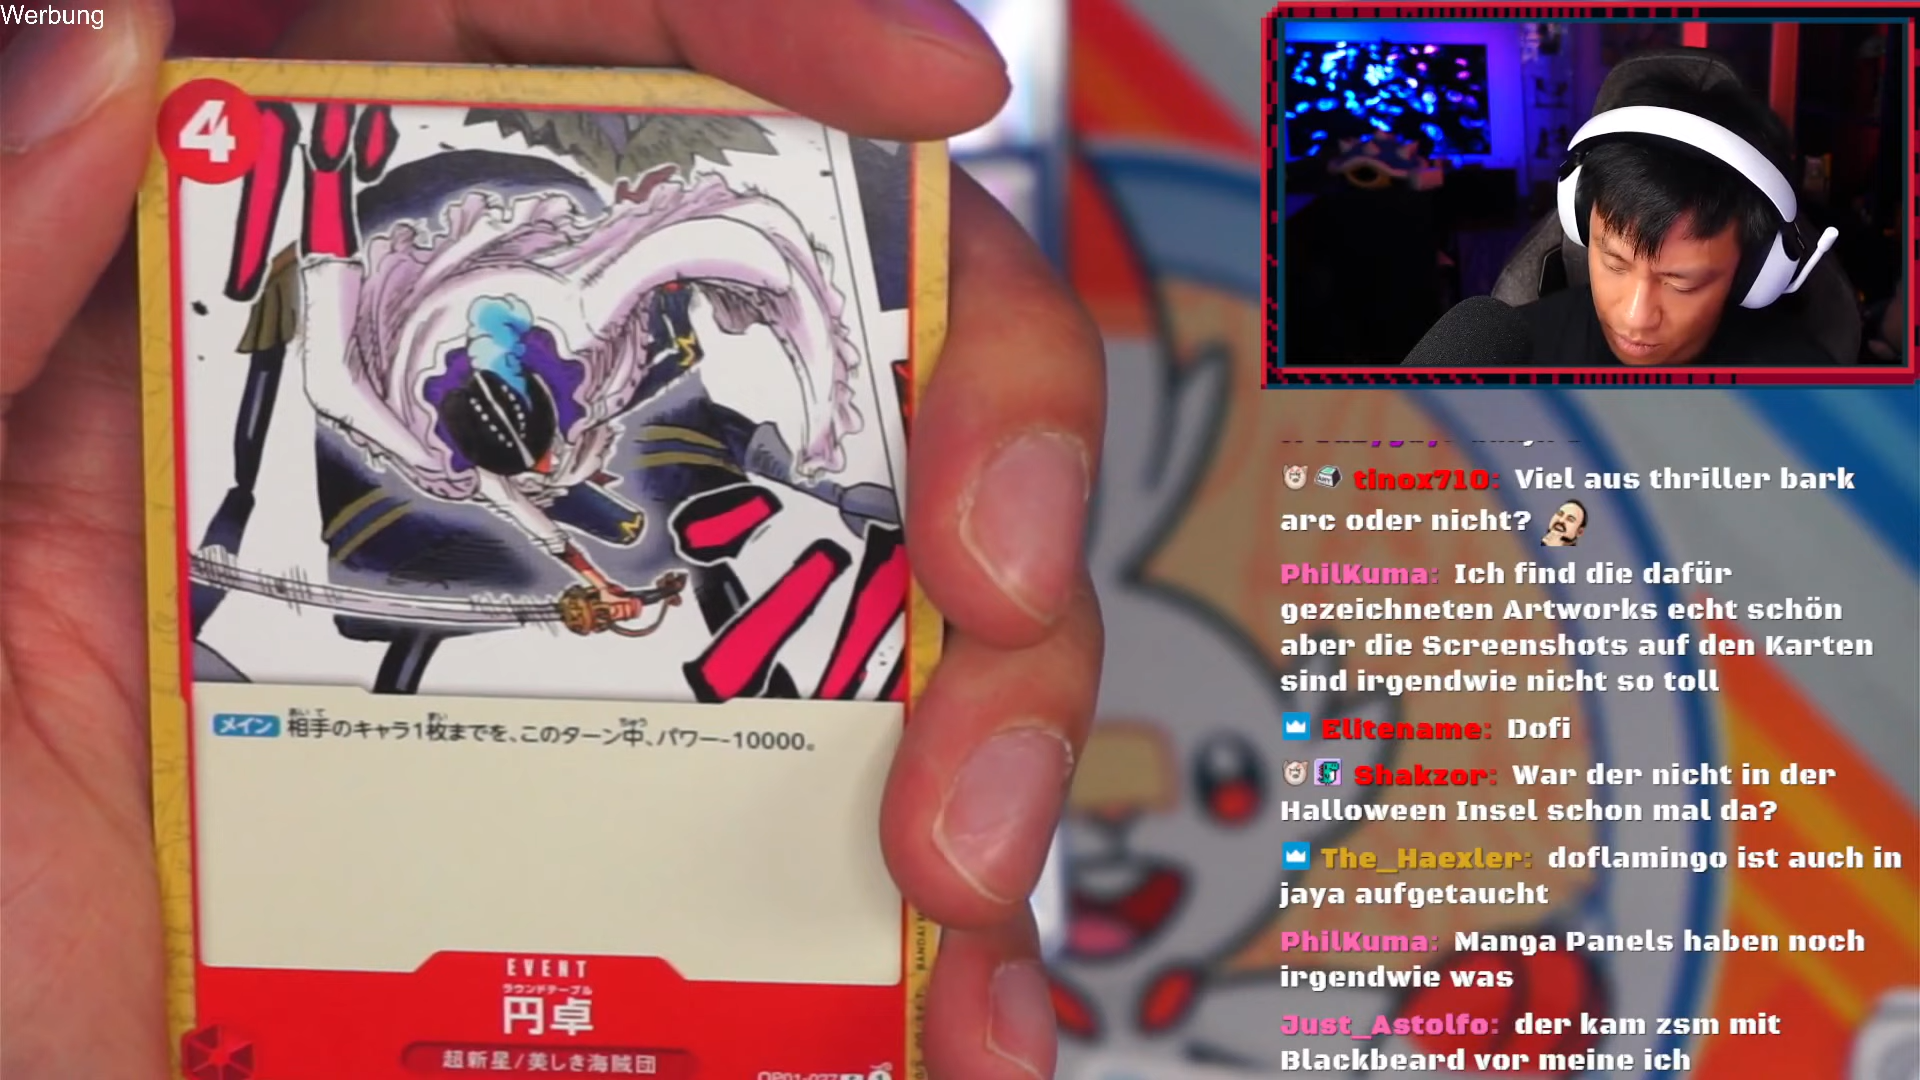 Werbung
4
メイン 相手のキャラ1枚までを、このターン中、パワー-10000。
EVENT
ラウンドテーブル
円卓
超新星/美しき海賊団
tinox710: Viel aus thriller bark
arc oder nicht?
PhilKuma: Ich find die dafür
gezeichneten Artworks echt schön
aber die Screenshots auf den Karten
sind irgendwie nicht so toll
Elitename: Dofi
Shakzor: War der nicht in der
Halloween Insel schon mal da?
The_Haexler: doflamingo ist auch in
jaya aufgetaucht
PhilKuma: Manga Panels haben noch
irgendwie was
Just_Astolfo: der kam zsm mit
Blackbeard vor meine ich